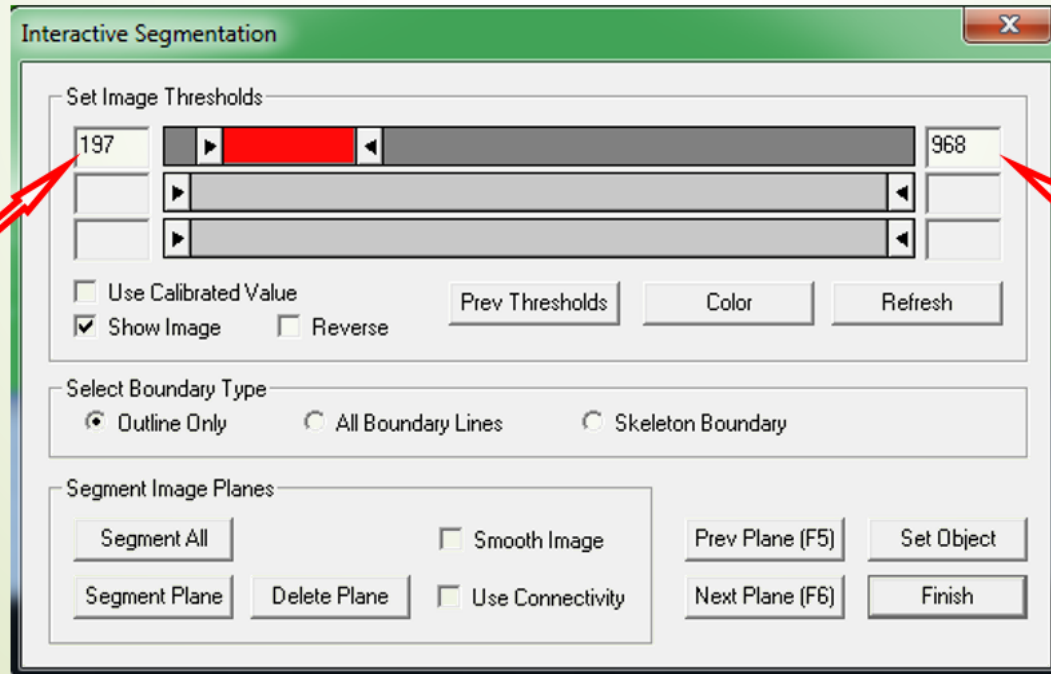 Interactive Segmentation
Set Image Thresholds
197 968
Use Calibrated Value
Show Image Reverse Prev Thresholds Color Refresh
Select Boundary Type
Outline Only All Boundary Lines Skeleton Boundary
Segment Image Planes
Segment All Smooth Image Prev Plane (F5) Set Object
Segment Plane Delete Plane Use Connectivity Next Plane (F6) Finish